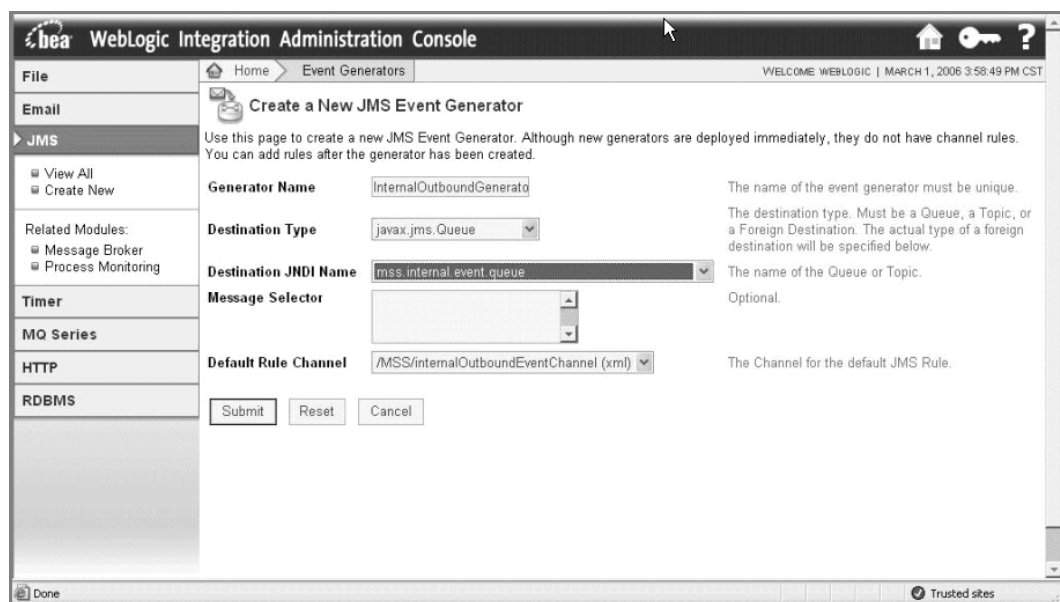 bea WebLogic Integration Administration Console ?
File
Email
JMS
View All
Create New
Related Modules:
Message Broker
Process Monitoring
Timer
MQ Series
HTTP
RDBMS
Home Event Generators WELCOME WEBLOGIC | MARCH 1, 2006 3:58:49 PM CST
Create a New JMS Event Generator
Use this page to create a new JMS Event Generator. Although new generators are deployed immediately, they do not have channel rules.
You can add rules after the generator has been created.
Generator Name InternalOutboundGenerato The name of the event generator must be unique.
Destination Type javax.jms.Queue
The destination type. Must be a Queue, a Topic, or
a Foreign Destination. The actual type of a foreign
destination will be specified below.
Destination JNDI Name mss.internal.event.queue The name of the Queue or Topic.
Message Selector Optional.
Default Rule Channel /MSS/internalOutboundEventChannel (xml) The Channel for the default JMS Rule.
Submit Reset Cancel
Done Trusted sites